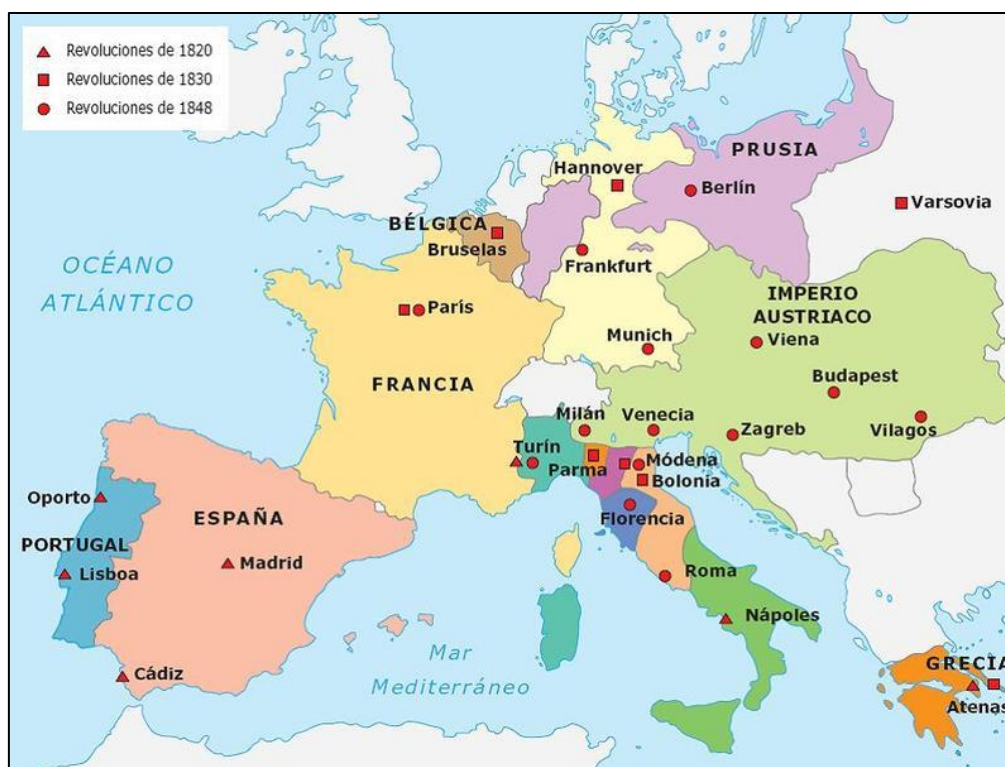 Revoluciones de 1820
Revoluciones de 1830
Revoluciones de 1848
PRUSIA
Hannover
Berlín
Varsovia
BÉLGICA
Bruselas
Frankfurt
OCÉANO
ATLÁNTICO
IMPERIO
AUSTRIACO
París
Munich
Viena
FRANCIA
Budapest
Milán
Venecia
Zagreb
Vilagos
Turín
Parma
Módena
Bolonia
Oporto
ESPAÑA
Florencia
PORTUGAL
Lisboa
Madrid
Roma
Nápoles
Mar
Mediterráneo
Cádiz
GRECIA
Atenas